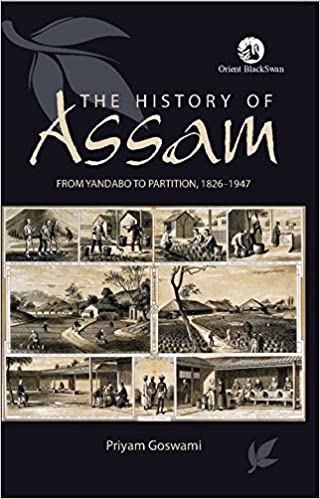 Orient BlackSwan
THE HISTORY OF
Assam
FROM YANDABO TO PARTITION, 1826–1947
Priyam Goswami